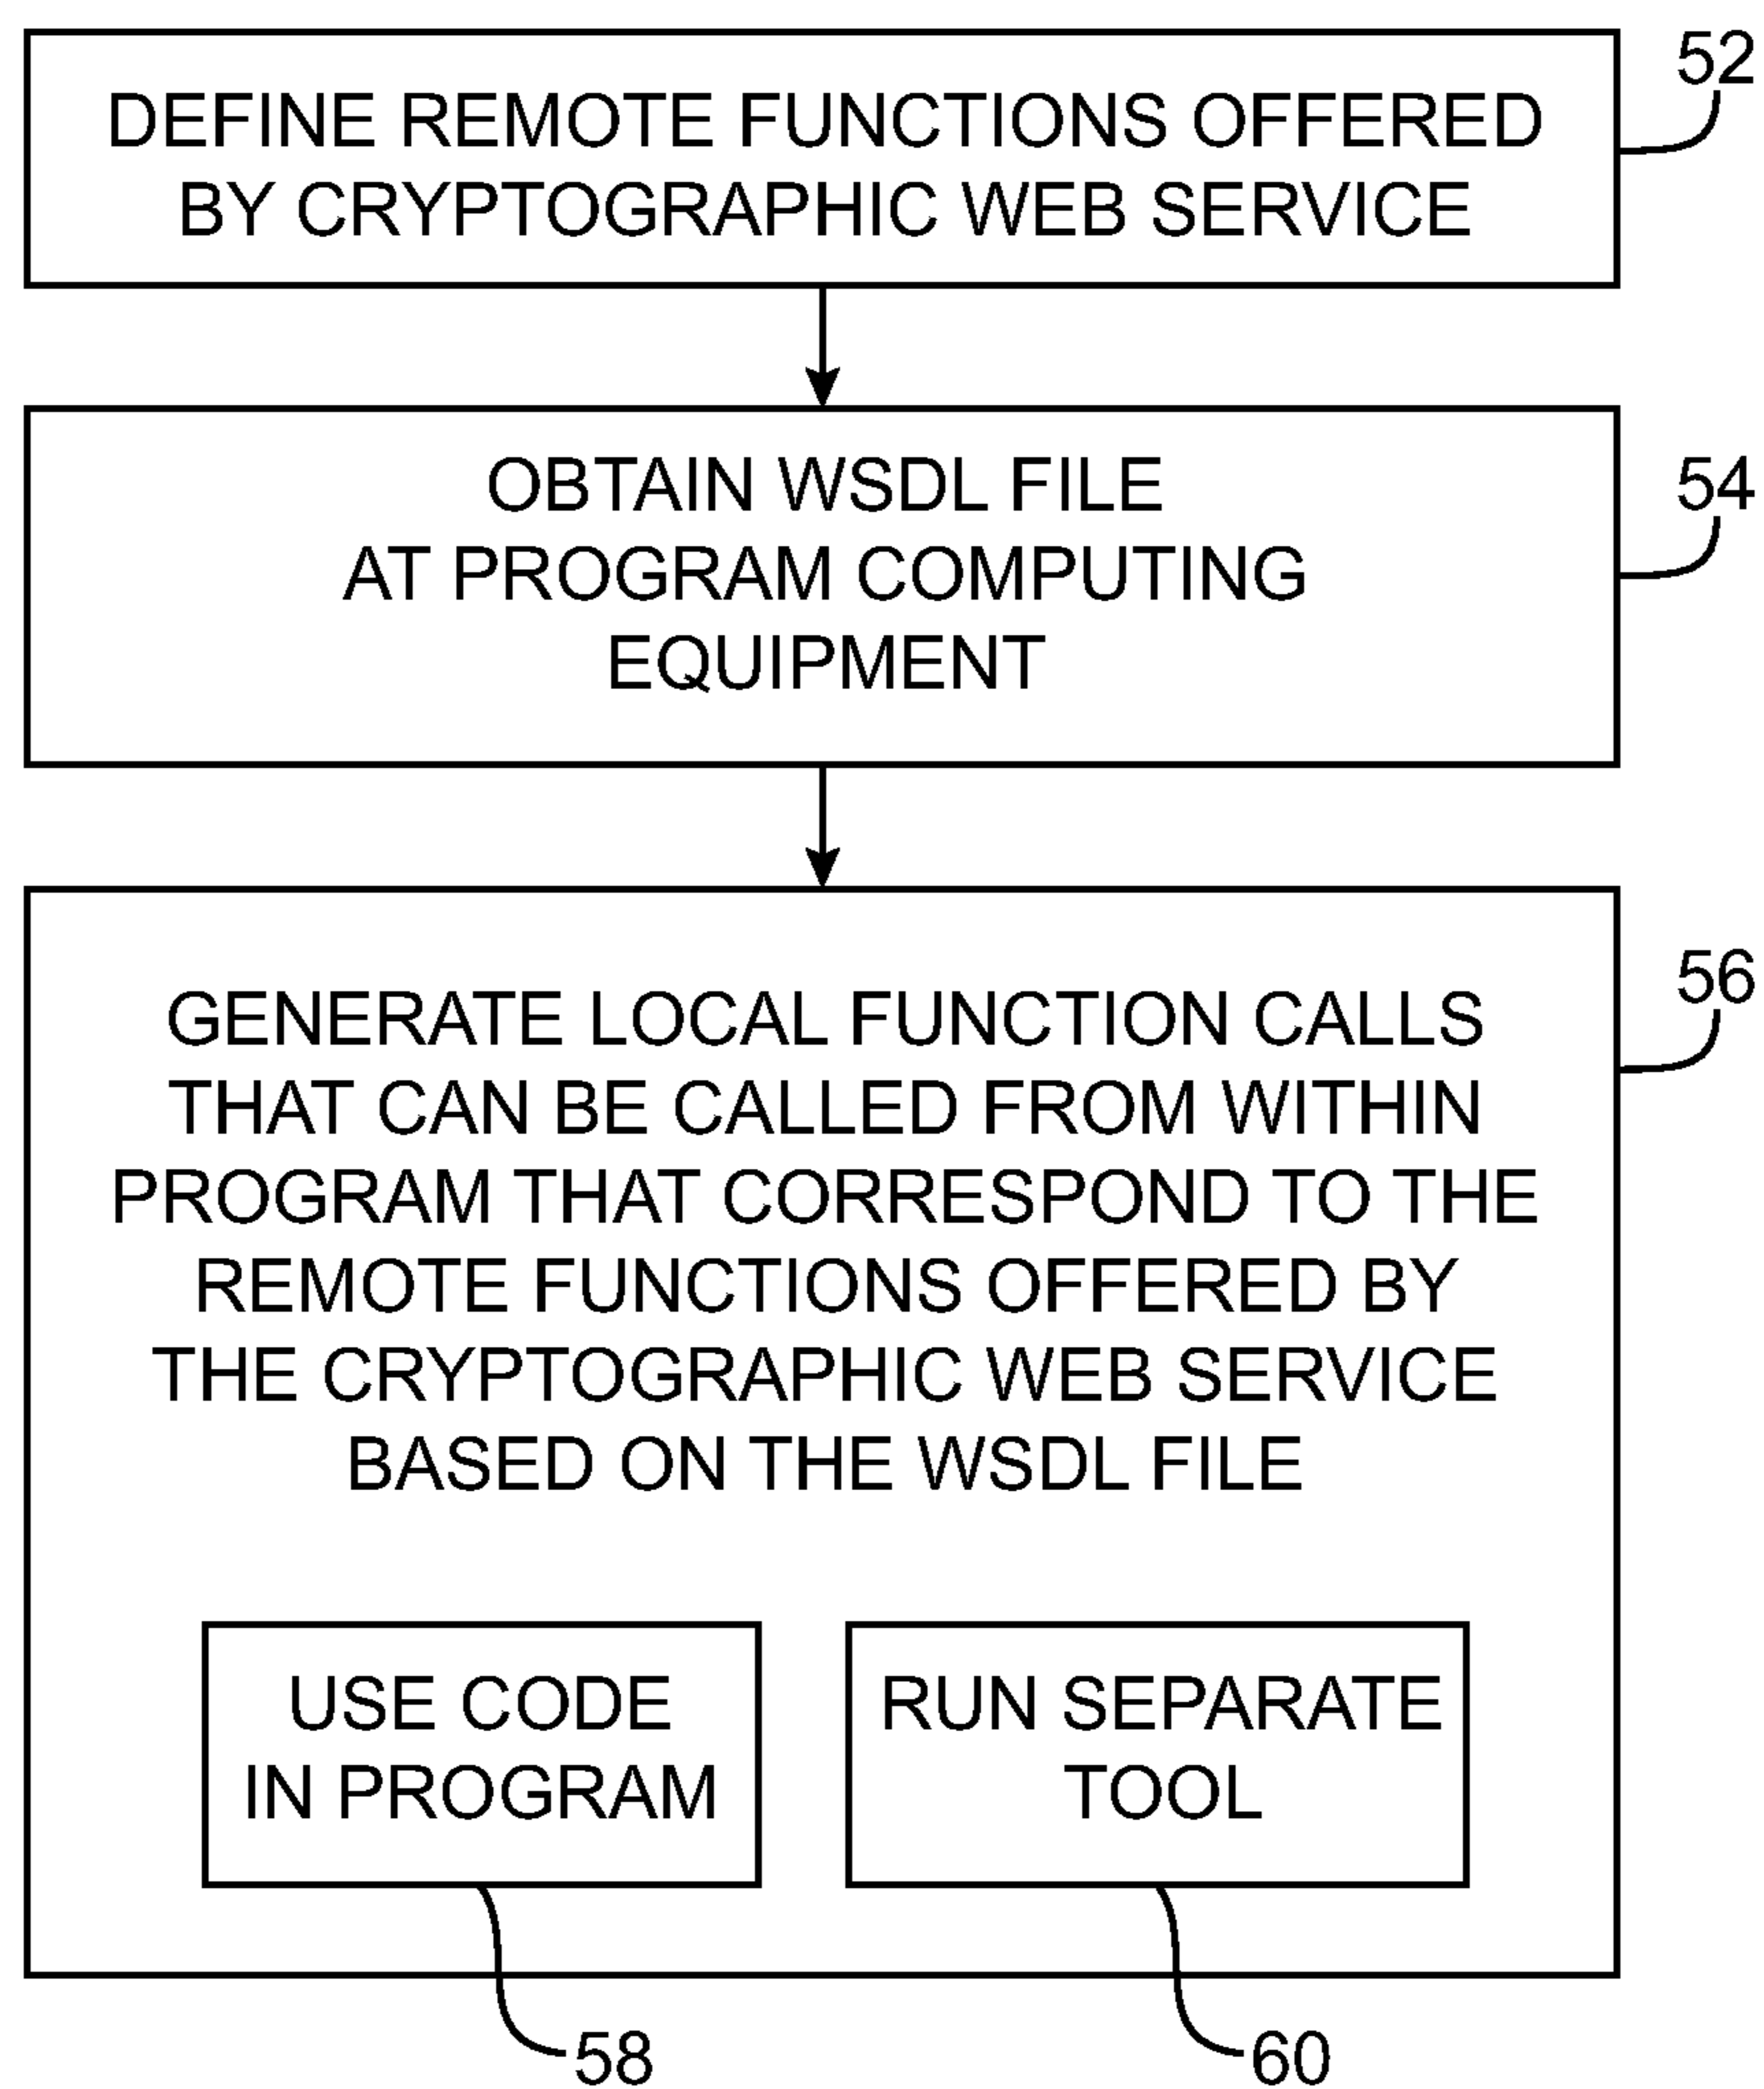 52
DEFINE REMOTE FUNCTIONS OFFERED
BY CRYPTOGRAPHIC WEB SERVICE
54
OBTAIN WSDL FILE
AT PROGRAM COMPUTING
EQUIPMENT
56
GENERATE LOCAL FUNCTION CALLS
THAT CAN BE CALLED FROM WITHIN
PROGRAM THAT CORRESPOND TO THE
REMOTE FUNCTIONS OFFERED BY
THE CRYPTOGRAPHIC WEB SERVICE
BASED ON THE WSDL FILE
USE CODE
IN PROGRAM
RUN SEPARATE
TOOL
58
60